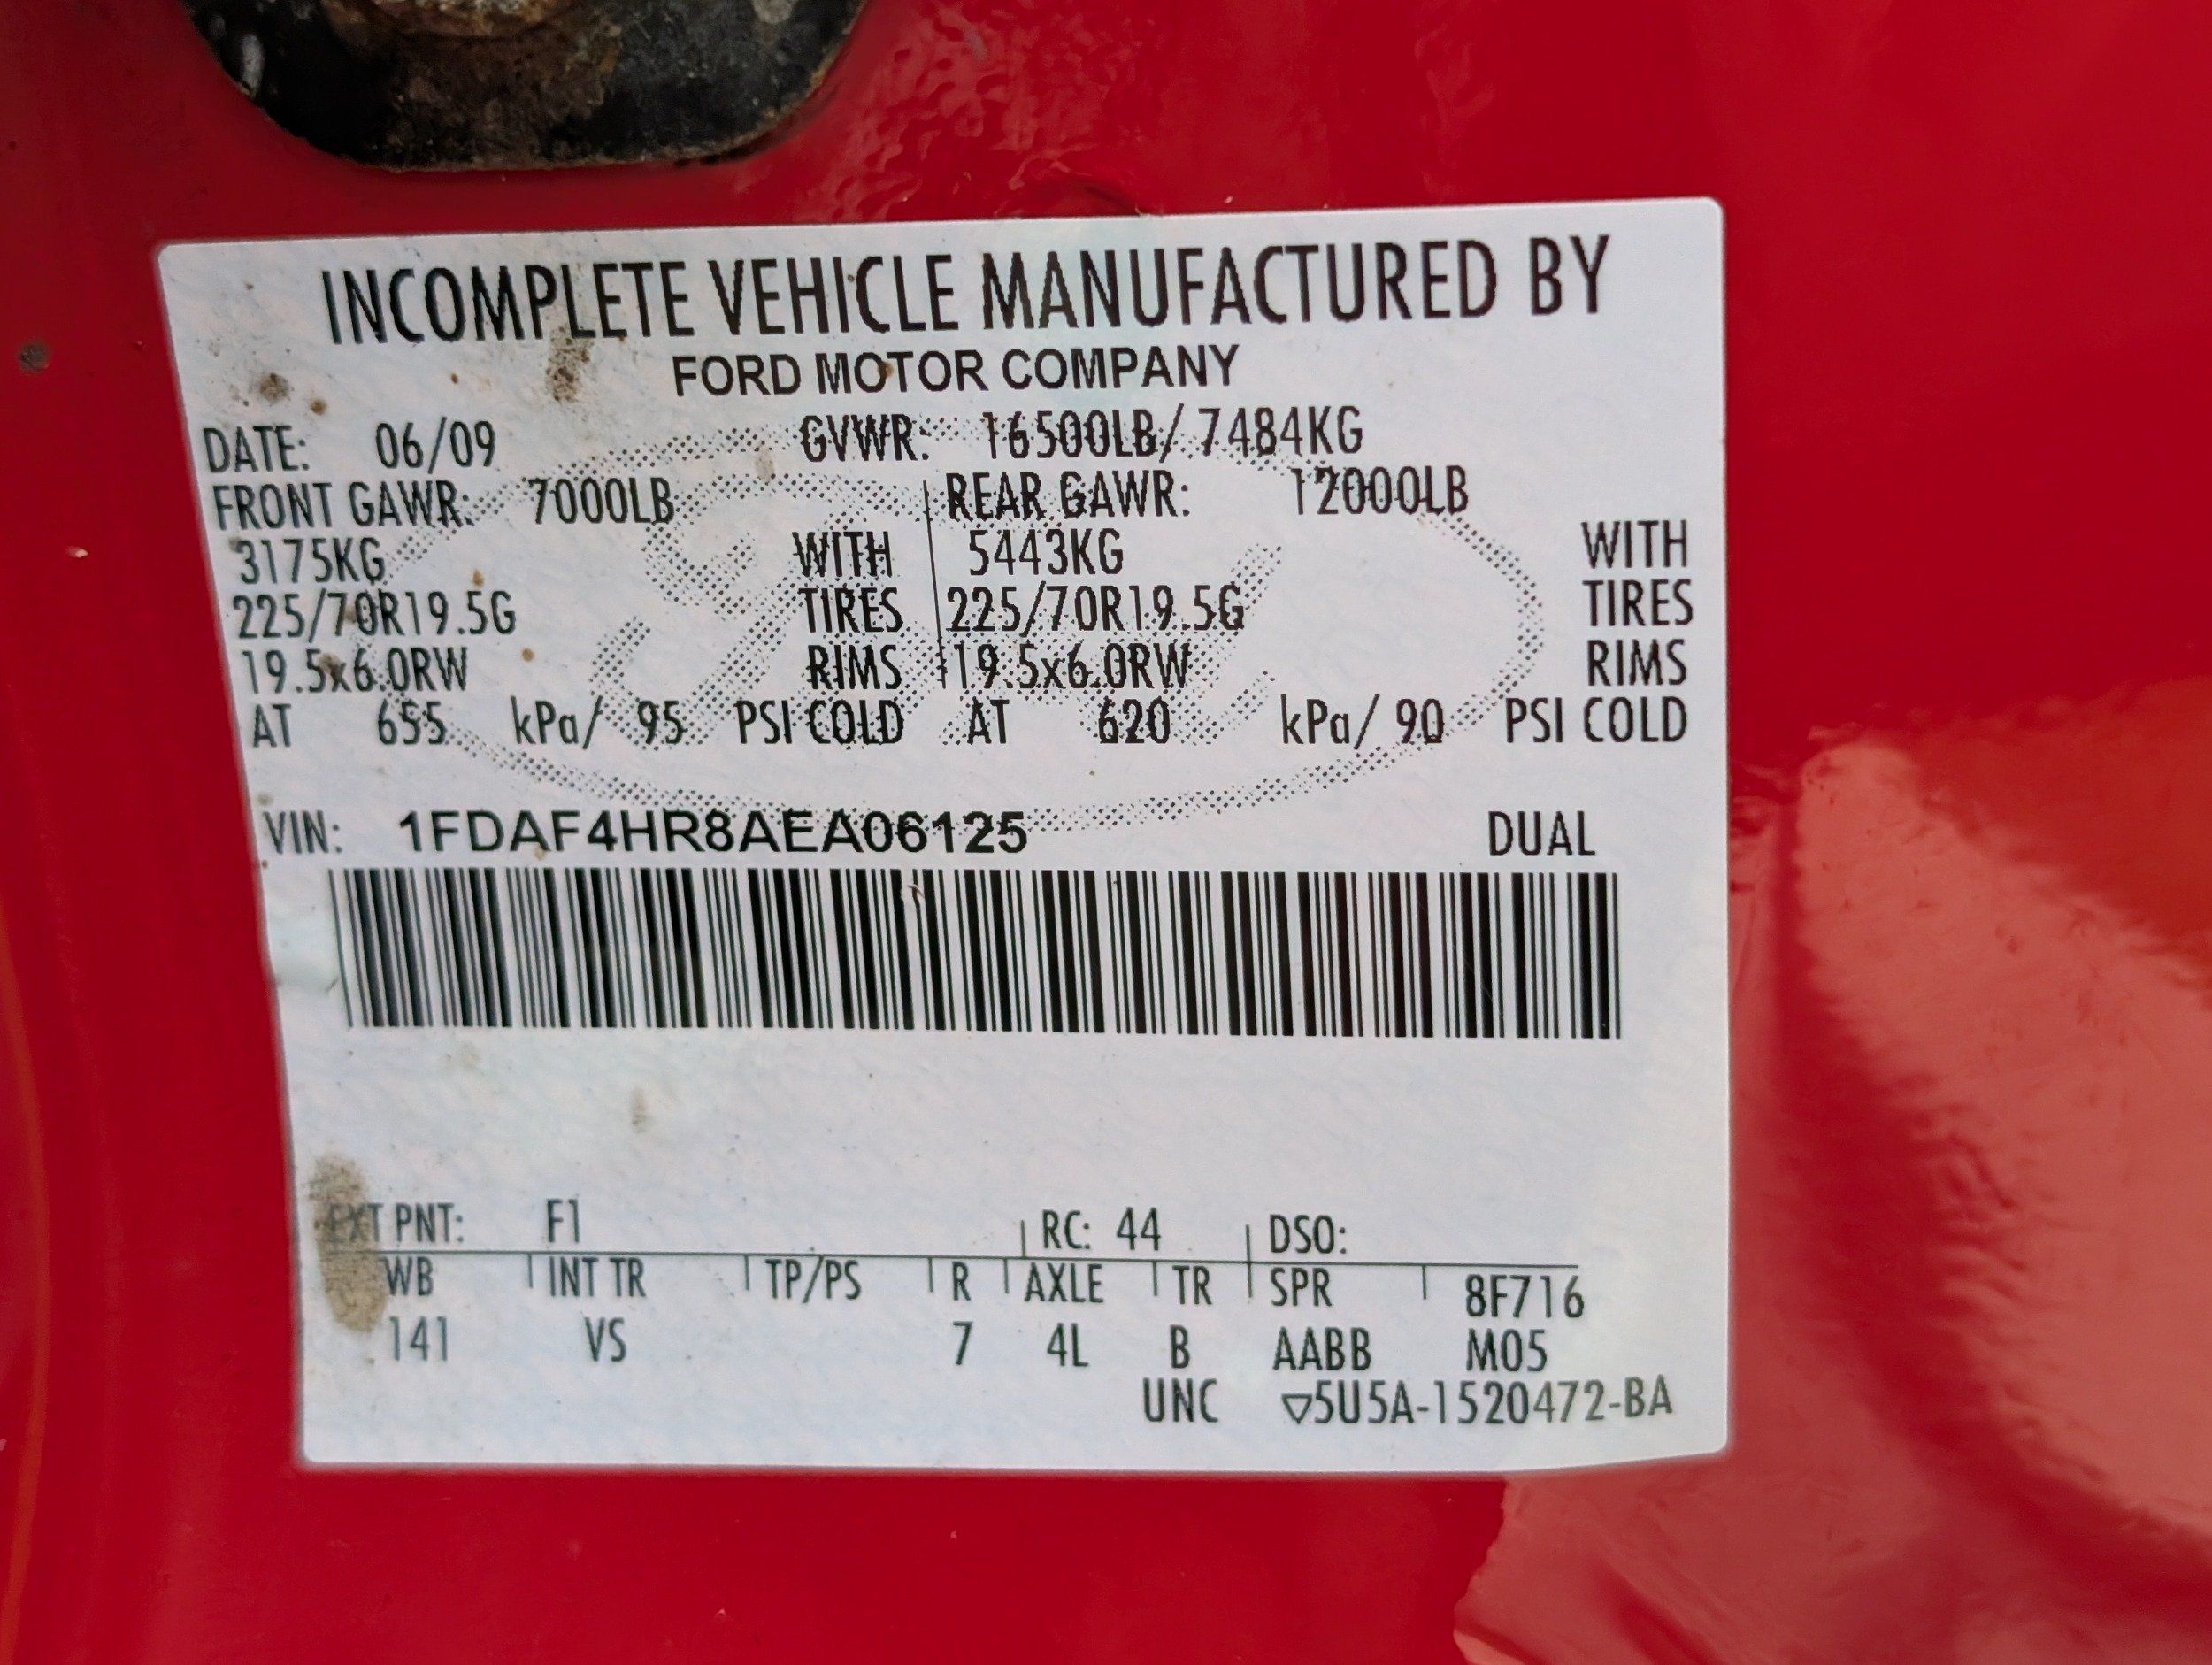 INCOMPLETE VEHICLE MANUFACTURED BY
FORD MOTOR COMPANY
DATE: 06/09 GVWR: 16500LB/ 7484KG
FRONT GAWR: 7000LB REAR GAWR: 12000LB
3175KG WITH 5443KG WITH
225/70R19.5G TIRES 225/70R19.5G TIRES
19.5x6.0RW RIMS 19.5x6.0RW RIMS
AT 655 kPa/ 95 PSI COLD AT 620 kPa/ 90 PSI COLD
VIN: 1FDAF4HR8AEA06125 DUAL
EXT PNT: F1 RC: 44 DSO:
WB INT TR TP/PS R AXLE TR SPR 8F716
141 VS 7 4L B AABB M05
UNC ▽5U5A-1520472-BA